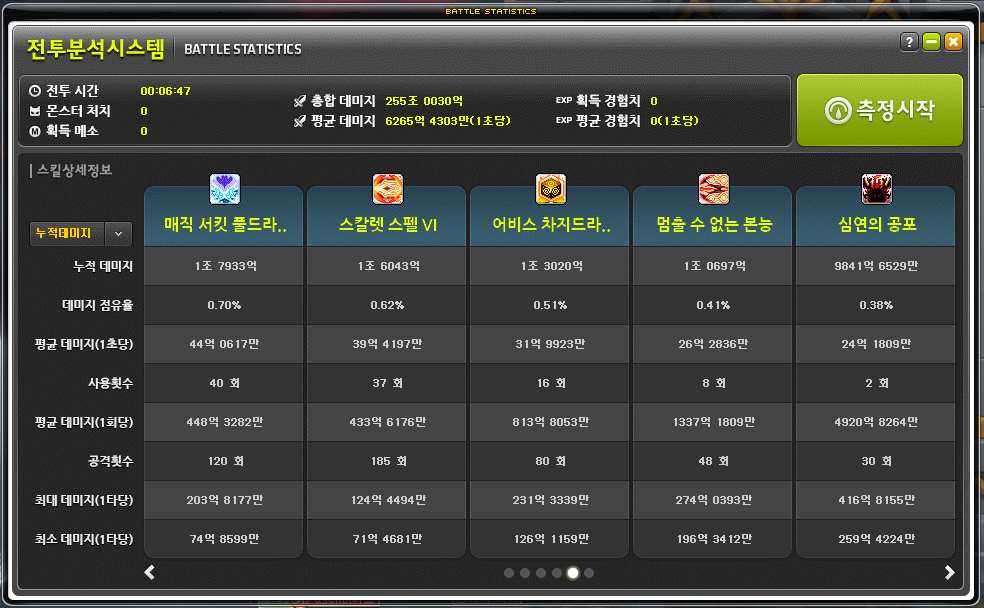 BATTLE STATISTICS
전투분석시스템 BATTLE STATISTICS ?
전투 시간 00:06:47
몬스터 처치 0
획득 메소 0
총합 데미지 255조 0030억
평균 데미지 6265억 4303만(1초당)
EXP 획득 경험치 0
EXP 평균 경험치 0(1초당)
측정시작
스킬상세정보
매직 서킷 풀드라.. 스칼렛 스펠 VI 어비스 차지드라.. 멈출 수 없는 본능 심연의 공포
누적데미지
누적 데미지 1조 7933억 1조 6043억 1조 3020억 1조 0697억 9841억 6529만
데미지 점유율 0.70% 0.62% 0.51% 0.41% 0.38%
평균 데미지(1초당) 44억 0617만 39억 4197만 31억 9923만 26억 2836만 24억 1809만
사용횟수 40 회 37 회 16 회 8 회 2 회
평균 데미지(1회당) 448억 3282만 433억 6176만 813억 8053만 1337억 1809만 4920억 8264만
공격횟수 120 회 185 회 80 회 48 회 30 회
최대 데미지(1타당) 203억 8177만 124억 4494만 231억 3339만 274억 0393만 416억 8155만
최소 데미지(1타당) 74억 8599만 71억 4681만 126억 1159만 196억 3412만 259억 4224만